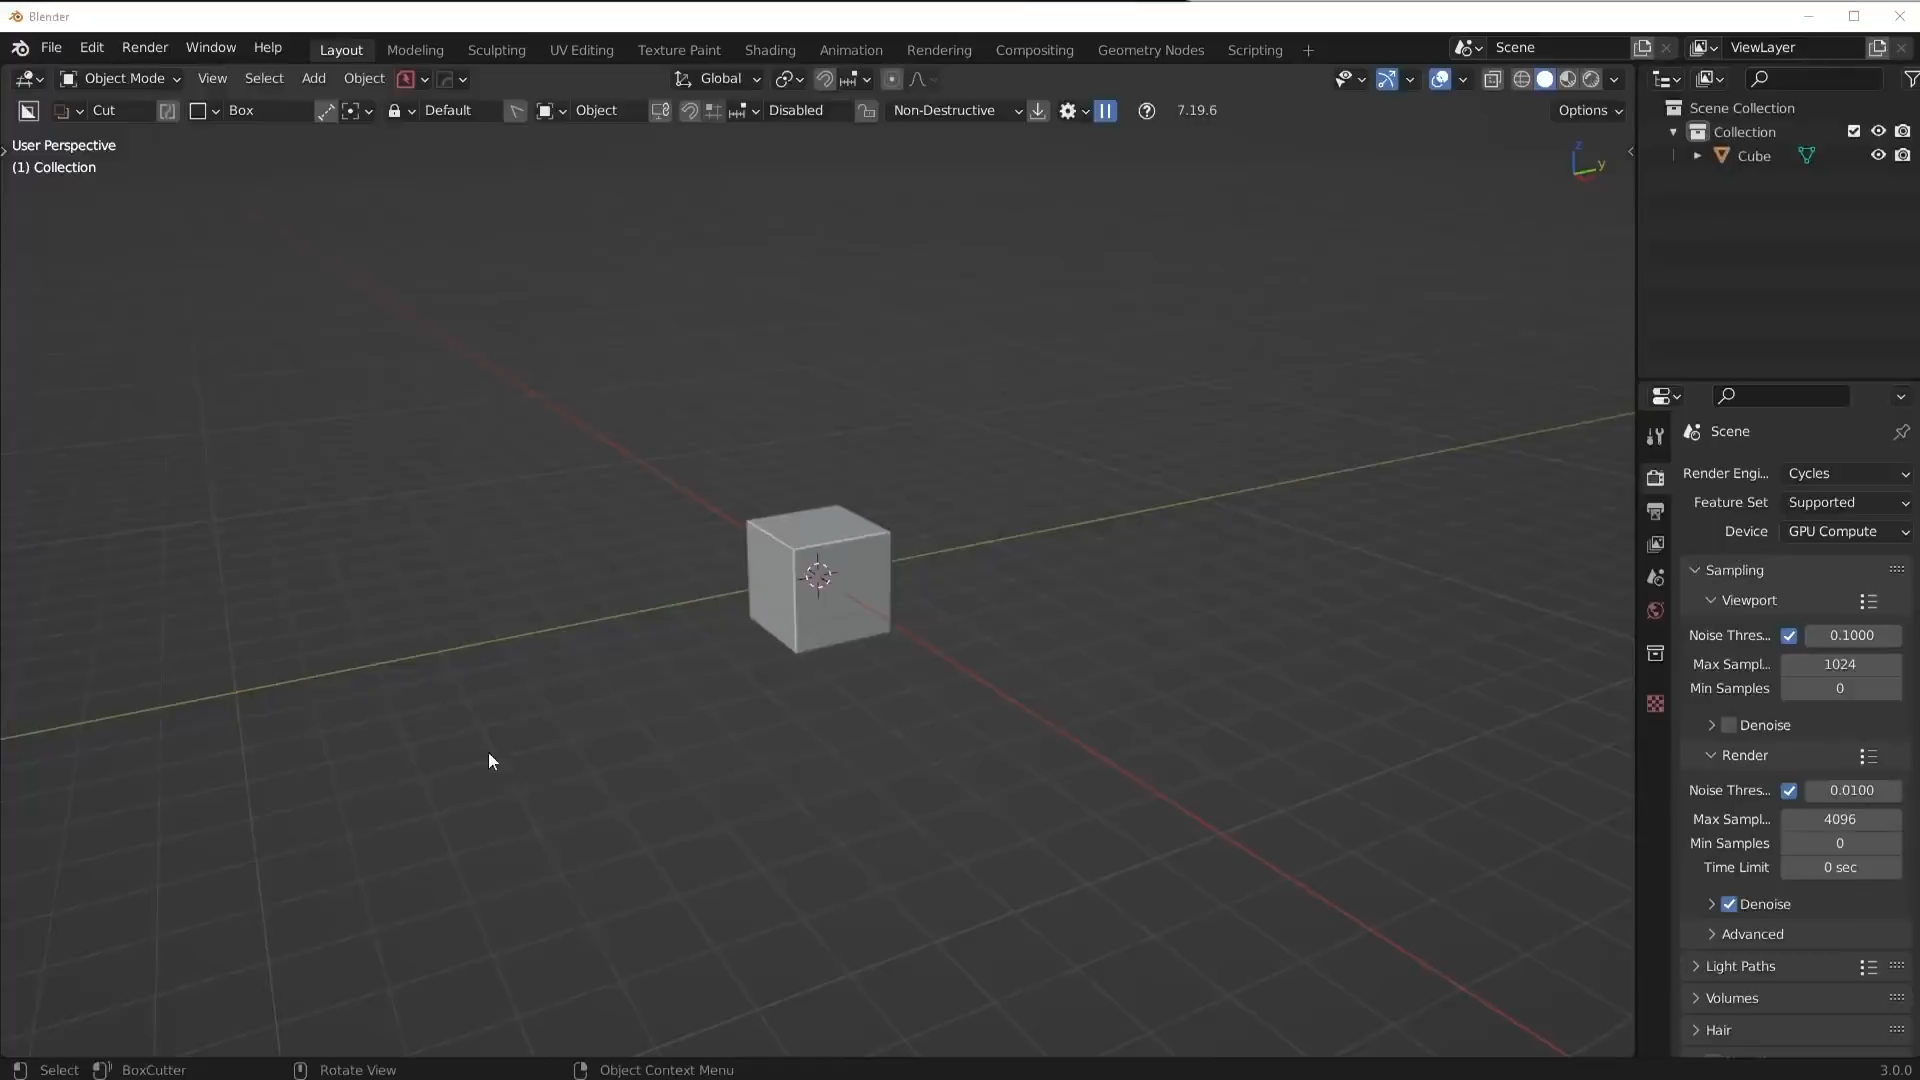 Blender
File Edit Render Window Help Layout Modeling Sculpting UV Editing Texture Paint Shading Animation Rendering Compositing Geometry Nodes Scripting + Scene ViewLayer
Object Mode View Select Add Object Global
Cut Box Default Object Disabled Non-Destructive 7.19.6 Options
User Perspective
(1) Collection
z
y
Scene Collection
Collection
Cube
Scene
Render Engi... Cycles
Feature Set Supported
Device GPU Compute
Sampling
Viewport
Noise Thres... 0.1000
Max Sampl... 1024
Min Samples 0
Denoise
Render
Noise Thres... 0.0100
Max Sampl... 4096
Min Samples 0
Time Limit 0 sec
Denoise
Advanced
Light Paths
Volumes
Hair
Select BoxCutter Rotate View Object Context Menu 3.0.0